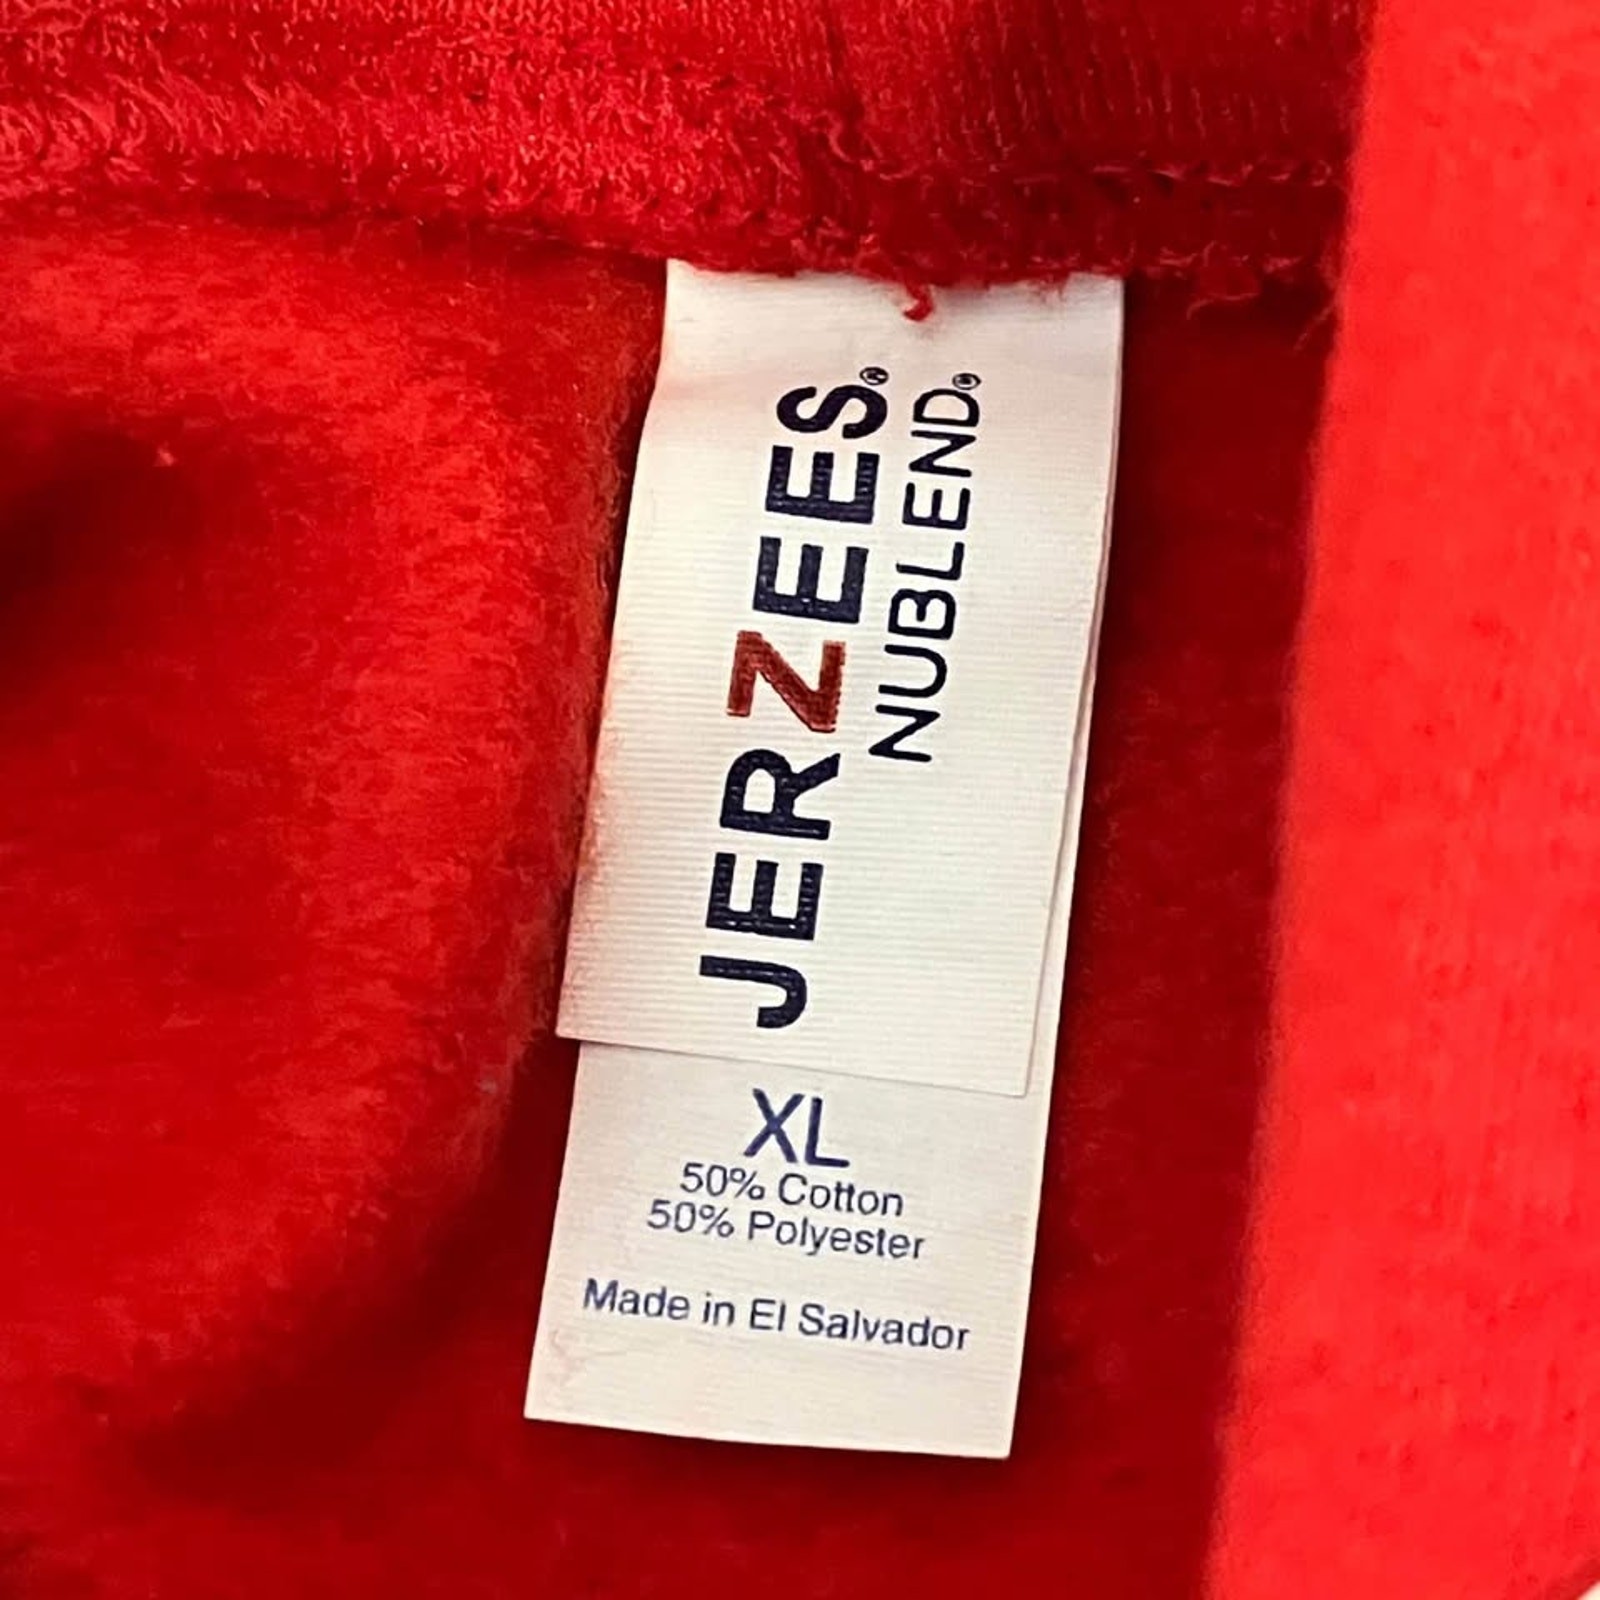 JERZEES®
NUBLEND®
XL
50% Cotton
50% Polyester
Made in El Salvador